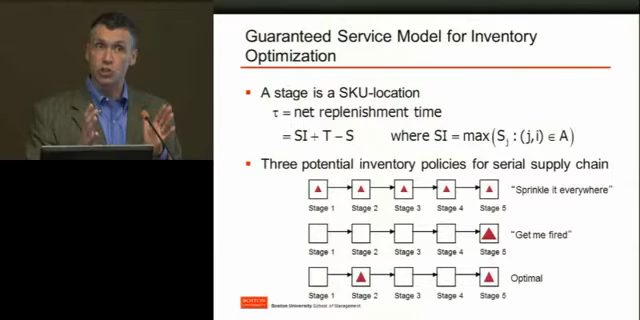 Guaranteed Service Model for Inventory
Optimization
A stage is a SKU-location
τ = net replenishment time
= SI + T − S where SI = max(Sj : (j,i) ∈ A)
Three potential inventory policies for serial supply chain
"Sprinkle it everywhere"
Stage 1 Stage 2 Stage 3 Stage 4 Stage 5
"Get me fired"
Stage 1 Stage 2 Stage 3 Stage 4 Stage 5
Optimal
Stage 1 Stage 2 Stage 3 Stage 4 Stage 5
BOSTON
Boston University School of Management